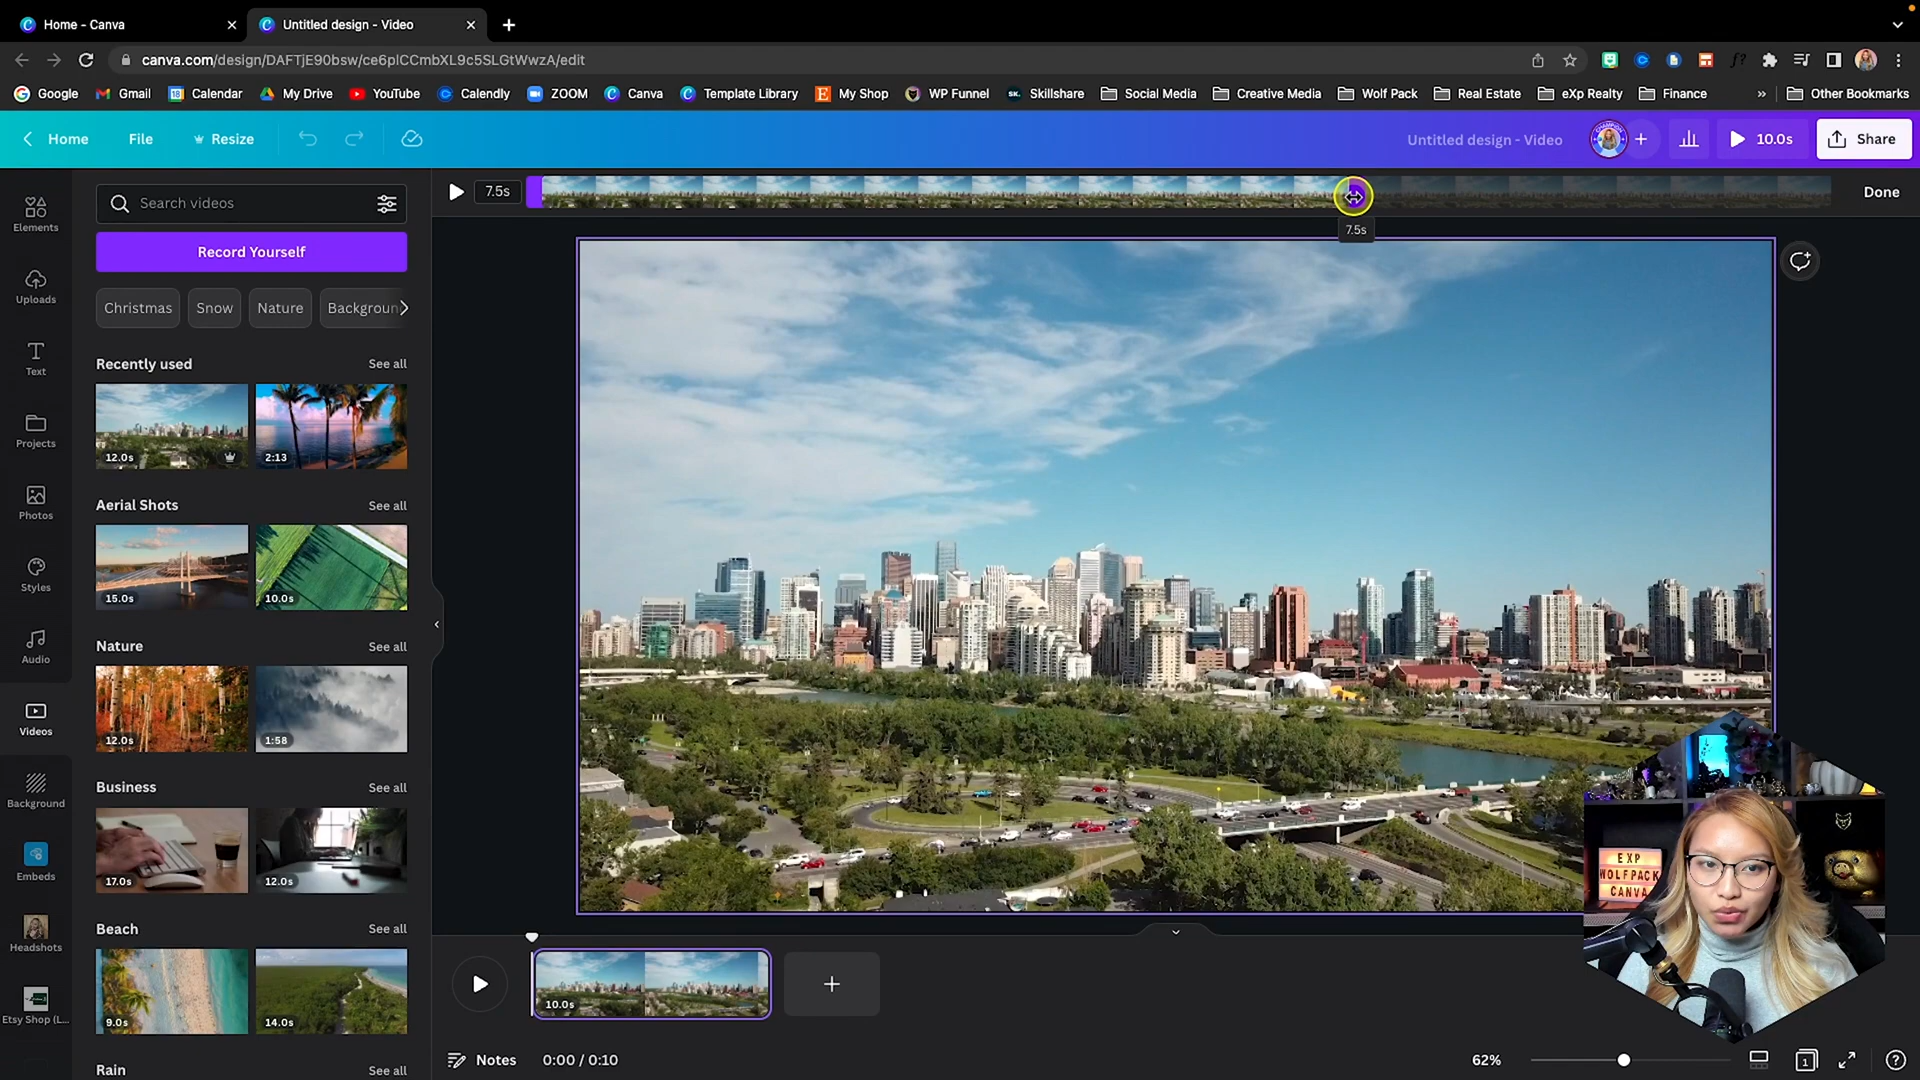 Home - Canva
Untitled design - Video
canva.com/design/DAFTjE90bsw/ce6plCCmbXL9c5SLGtWwzA/edit
Google
Gmail
Calendar
My Drive
YouTube
Calendly
ZOOM
Canva
Template Library
My Shop
WP Funnel
Skillshare
Social Media
Creative Media
Wolf Pack
Real Estate
eXp Realty
Finance
»
Other Bookmarks
Home
File
Resize
Untitled design - Video
10.0s
Share
Elements
Uploads
Text
Projects
Photos
Styles
Audio
Videos
Background
Embeds
Headshots
Etsy Shop (L...
Search videos
Record Yourself
Christmas
Snow
Nature
Backgroun
Recently used
See all
12.0s
2:13
Aerial Shots
See all
15.0s
10.0s
Nature
See all
12.0s
1:58
Business
See all
17.0s
12.0s
Beach
See all
9.0s
14.0s
Rain
See all
7.5s
Done
7.5s
EXP
WOLFPACK
CANVA
10.0s
Notes
0:00 / 0:10
62%
1